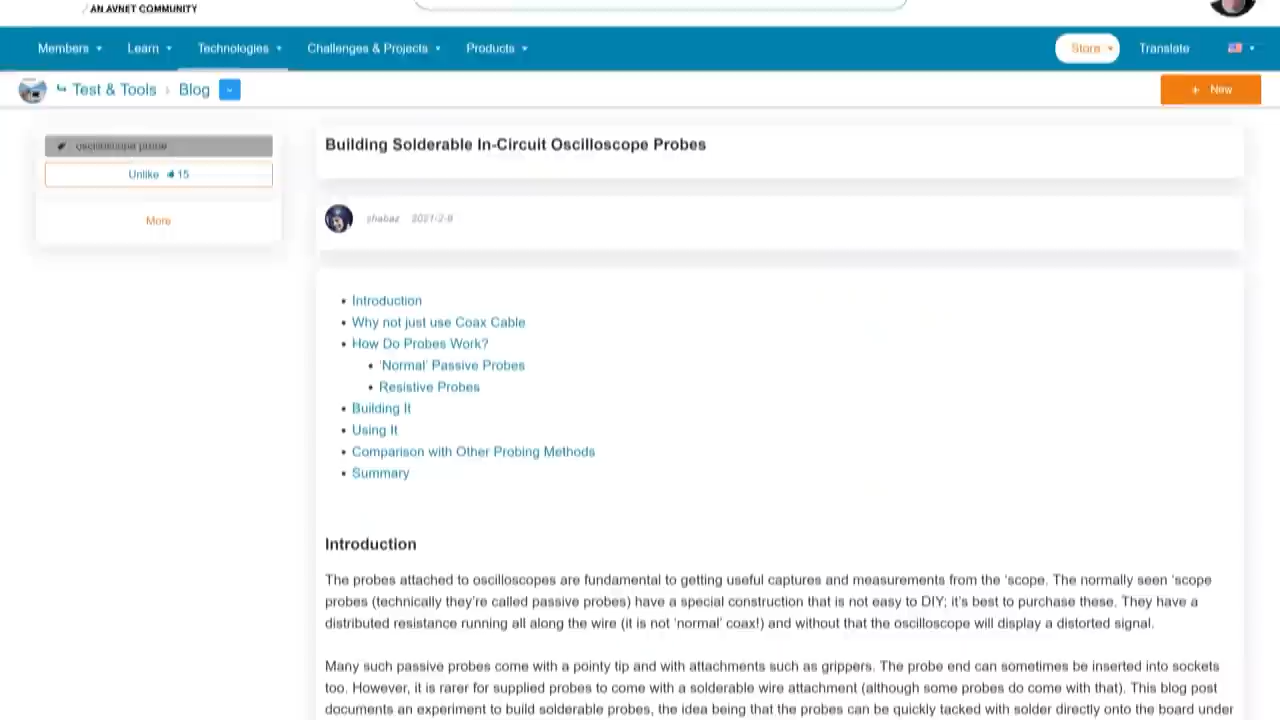 AN AVNET COMMUNITY
Members Learn Technologies Challenges & Projects Products Store Translate
Test & Tools › Blog New
oscilloscope probe
Building Solderable In-Circuit Oscilloscope Probes
Unlike 15
More
shabaz 2021-2-9
• Introduction
• Why not just use Coax Cable
• How Do Probes Work?
• 'Normal' Passive Probes
• Resistive Probes
• Building It
• Using It
• Comparison with Other Probing Methods
• Summary
Introduction
The probes attached to oscilloscopes are fundamental to getting useful captures and measurements from the 'scope. The normally seen 'scope
probes (technically they're called passive probes) have a special construction that is not easy to DIY; it's best to purchase these. They have a
distributed resistance running all along the wire (it is not 'normal' coax!) and without that the oscilloscope will display a distorted signal.
Many such passive probes come with a pointy tip and with attachments such as grippers. The probe end can sometimes be inserted into sockets
too. However, it is rarer for supplied probes to come with a solderable wire attachment (although some probes do come with that). This blog post
documents an experiment to build solderable probes, the idea being that the probes can be quickly tacked with solder directly onto the board under